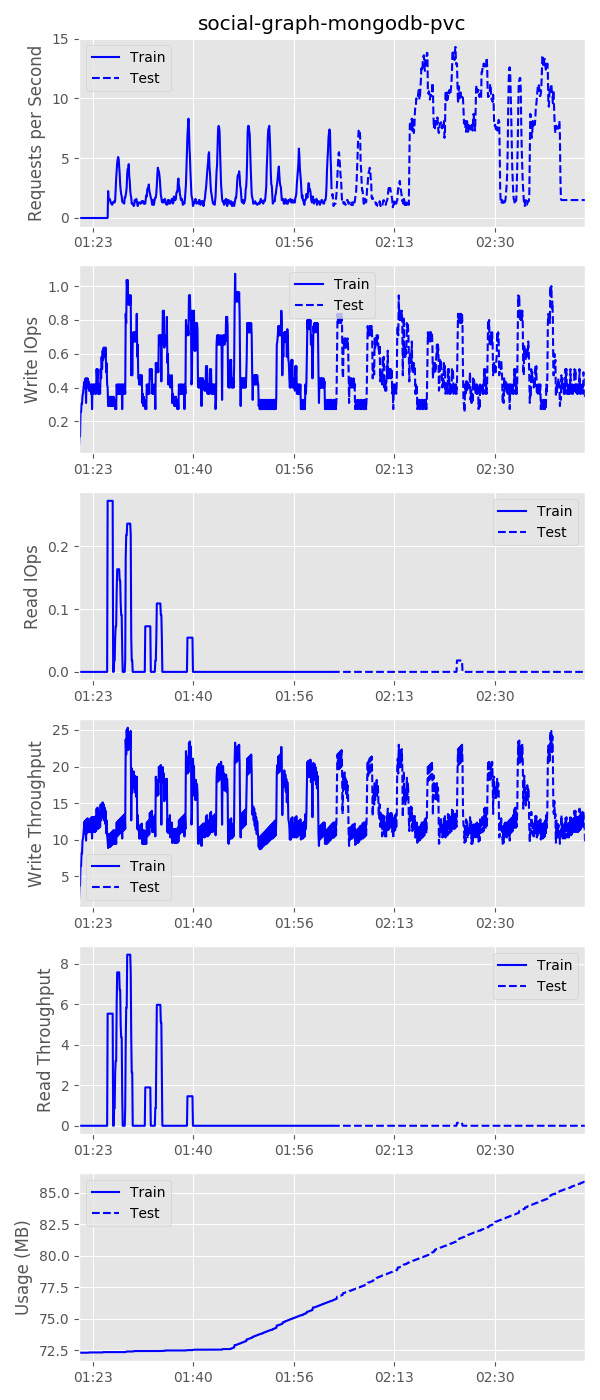 social-graph-mongodb-pvc
Requests per Second
15
10
5
0
Train
Test
01:23 01:40 01:56 02:13 02:30
Write IOps
1.0
0.8
0.6
0.4
0.2
Train
Test
01:23 01:40 01:56 02:13 02:30
Read IOps
0.2
0.1
0.0
Train
Test
01:23 01:40 01:56 02:13 02:30
Write Throughput
25
20
15
10
5
Train
Test
01:23 01:40 01:56 02:13 02:30
Read Throughput
8
6
4
2
0
Train
Test
01:23 01:40 01:56 02:13 02:30
Usage (MB)
85.0
82.5
80.0
77.5
75.0
72.5
Train
Test
01:23 01:40 01:56 02:13 02:30